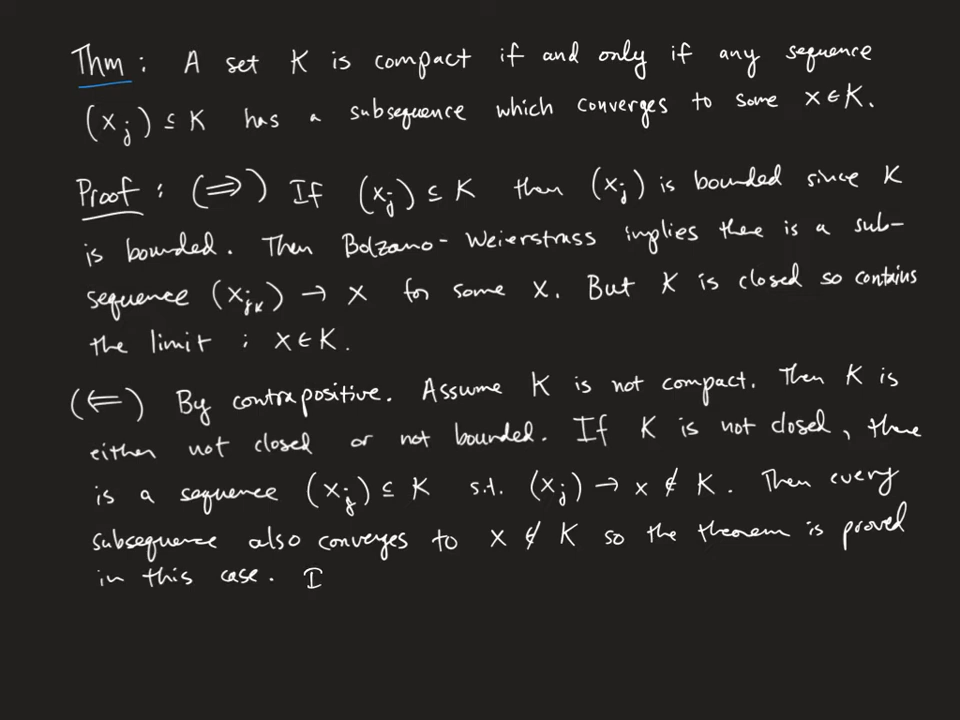 Thm: A set K is compact if and only if any sequence
(x_j) ⊆ K has a subsequence which converges to some x ∈ K.
Proof: (⇒) If (x_j) ⊆ K then (x_j) is bounded since K
is bounded. Then Bolzano-Weierstrass implies there is a sub-
sequence (x_{j_k}) → x for some x. But K is closed so contains
the limit: x ∈ K.
(⇐) By contrapositive. Assume K is not compact. Then K is
either not closed or not bounded. If K is not closed, there
is a sequence (x_j) ⊆ K s.t. (x_j) → x ∉ K. Then every
subsequence also converges to x ∉ K so the theorem is proved
in this case. I